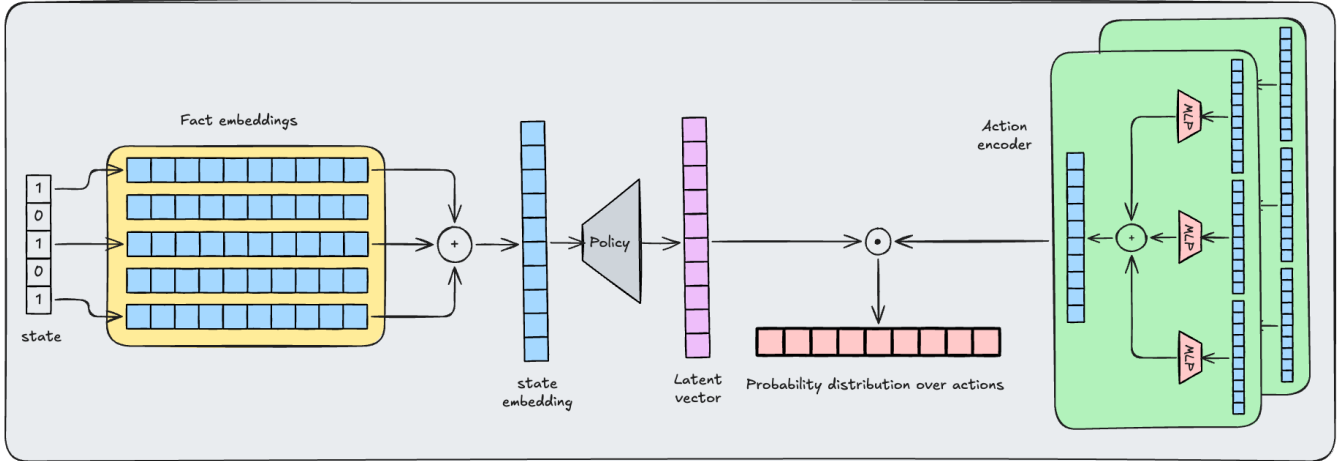 Fact embeddings
1
0
1
0
1
state
+
state
embedding
Policy
Latent
vector
Probability distribution over actions
Action
encoder
MLP
MLP
MLP
+